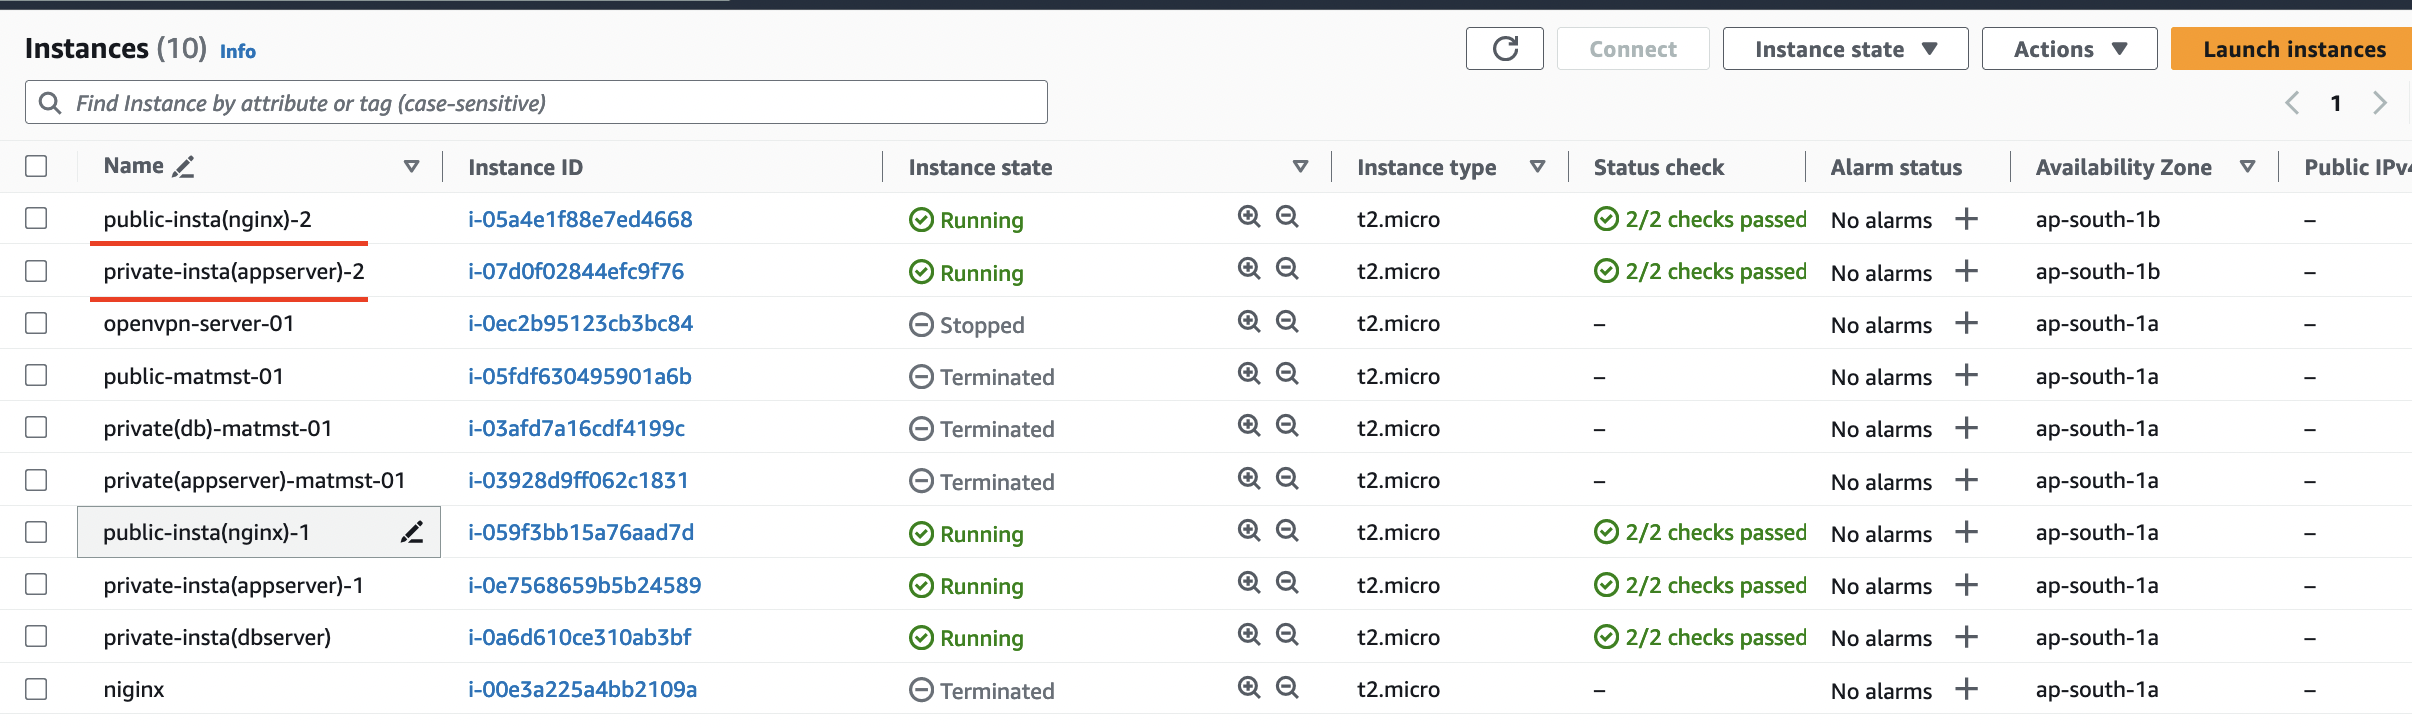 Instances (10) Info
Connect Instance state Actions Launch instances
Find Instance by attribute or tag (case-sensitive)
1
Name Instance ID Instance state Instance type Status check Alarm status Availability Zone Public IPv4
public-insta(nginx)-2 i-05a4e1f88e7ed4668 Running t2.micro 2/2 checks passed No alarms ap-south-1b –
private-insta(appserver)-2 i-07d0f02844efc9f76 Running t2.micro 2/2 checks passed No alarms ap-south-1b –
openvpn-server-01 i-0ec2b95123cb3bc84 Stopped t2.micro – No alarms ap-south-1a –
public-matmst-01 i-05fdf630495901a6b Terminated t2.micro – No alarms ap-south-1a –
private(db)-matmst-01 i-03afd7a16cdf4199c Terminated t2.micro – No alarms ap-south-1a –
private(appserver)-matmst-01 i-03928d9ff062c1831 Terminated t2.micro – No alarms ap-south-1a –
public-insta(nginx)-1 i-059f3bb15a76aad7d Running t2.micro 2/2 checks passed No alarms ap-south-1a –
private-insta(appserver)-1 i-0e7568659b5b24589 Running t2.micro 2/2 checks passed No alarms ap-south-1a –
private-insta(dbserver) i-0a6d610ce310ab3bf Running t2.micro 2/2 checks passed No alarms ap-south-1a –
niginx i-00e3a225a4bb2109a Terminated t2.micro – No alarms ap-south-1a –